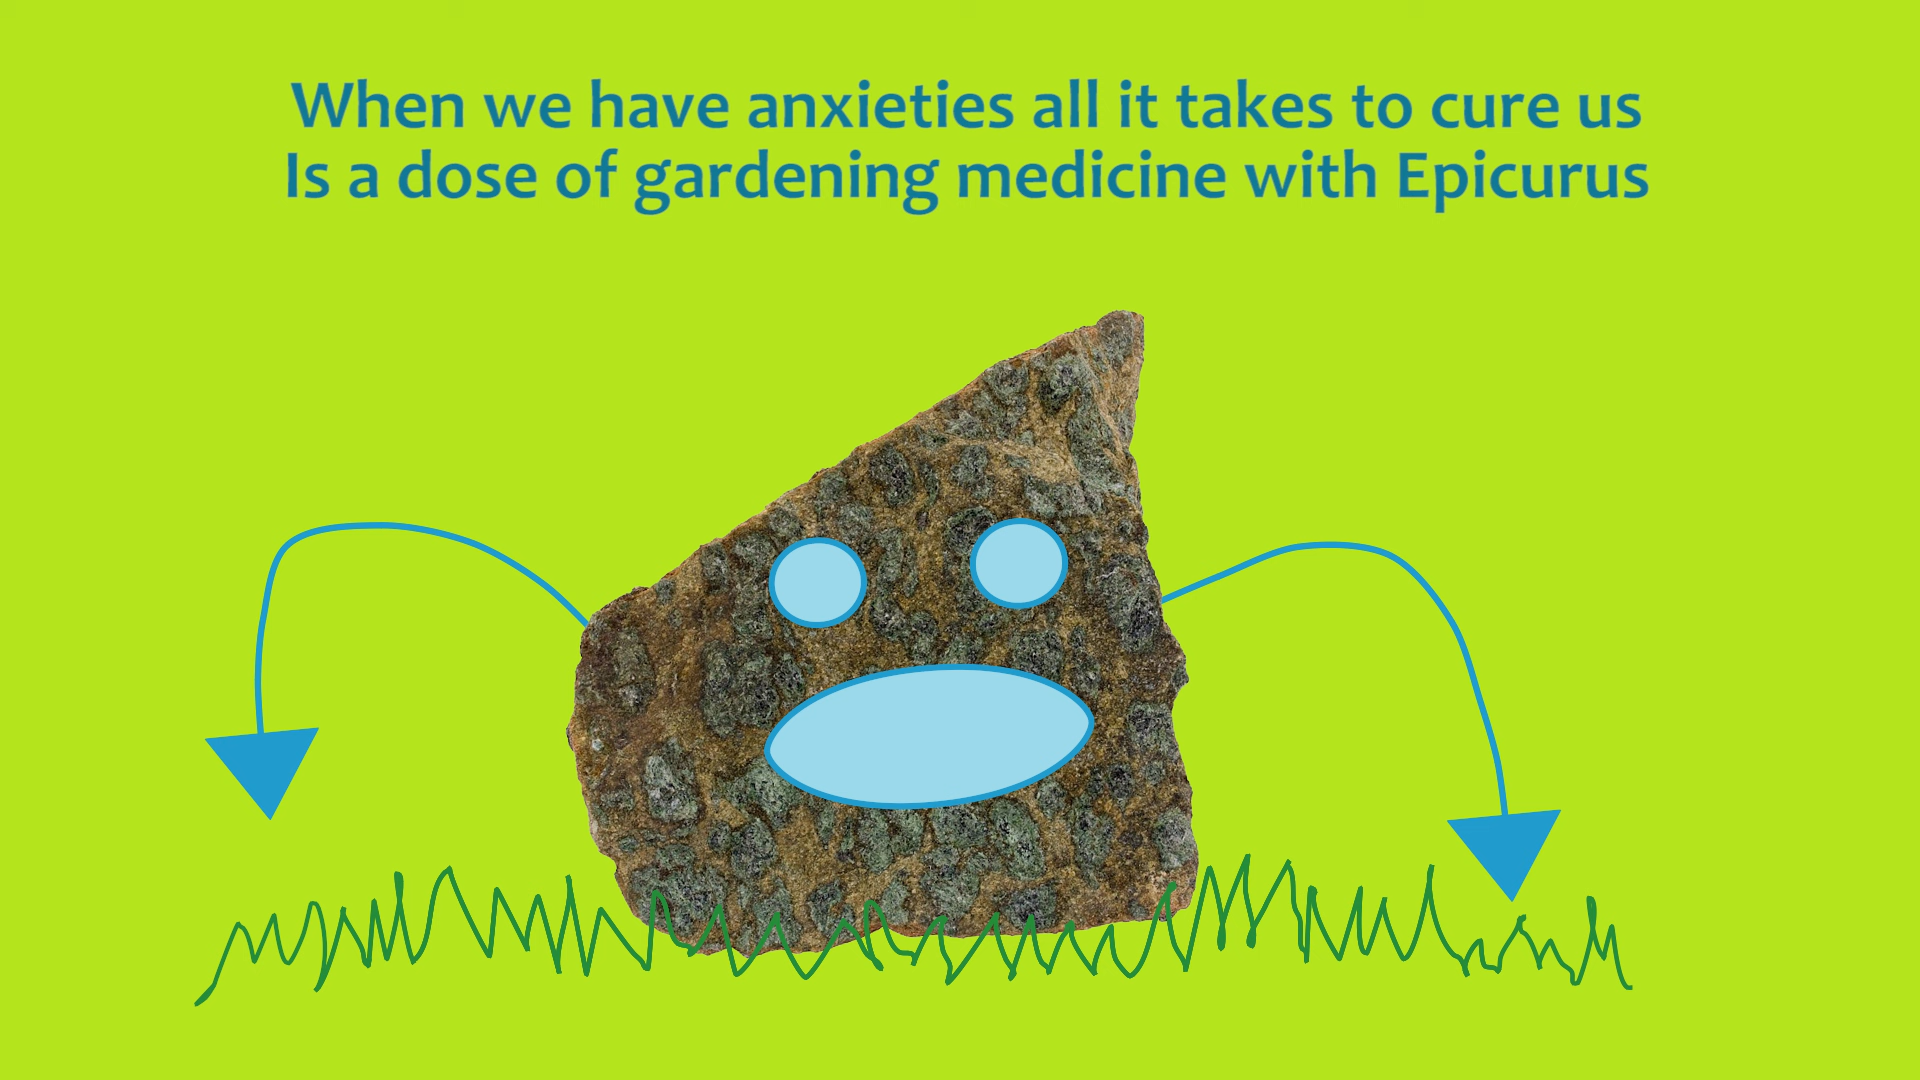 When we have anxieties all it takes to cure us
Is a dose of gardening medicine with Epicurus